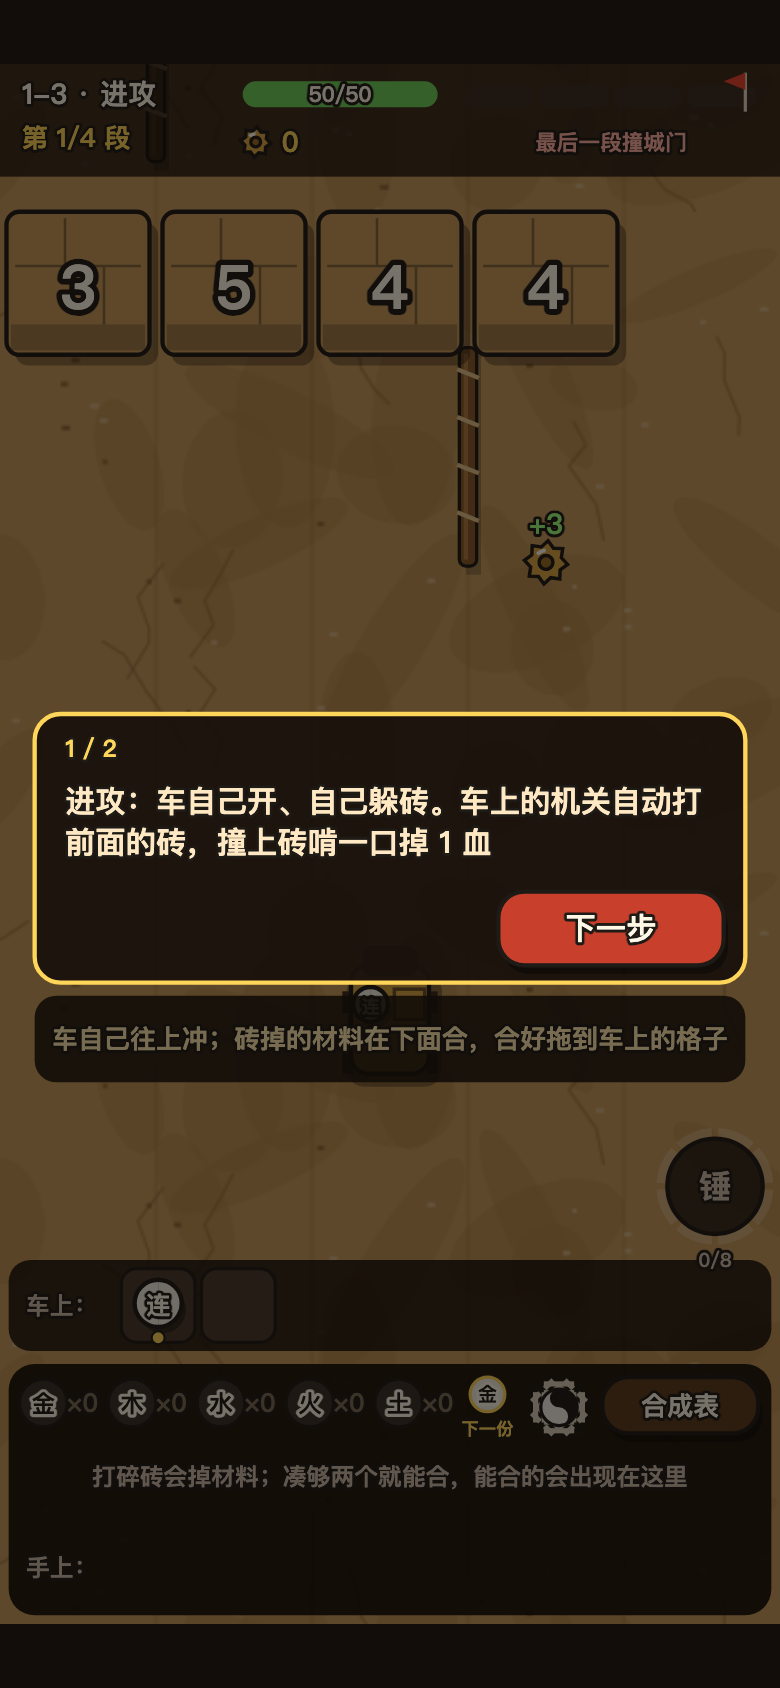 1–3 · 进攻
50/50
第 1/4 段
0
最后一段撞城门
3 5 4 4
+3
1 / 2
进攻：车自己开、自己躲砖。车上的机关自动打
前面的砖，撞上砖啃一口掉 1 血
下一步
连
车自己往上冲；砖掉的材料在下面合，合好拖到车上的格子
锤
0/8
车上：
连
金 ×0 木 ×0 水 ×0 火 ×0 土 ×0 金 合成表
下一份
打碎砖会掉材料；凑够两个就能合，能合的会出现在这里
手上：